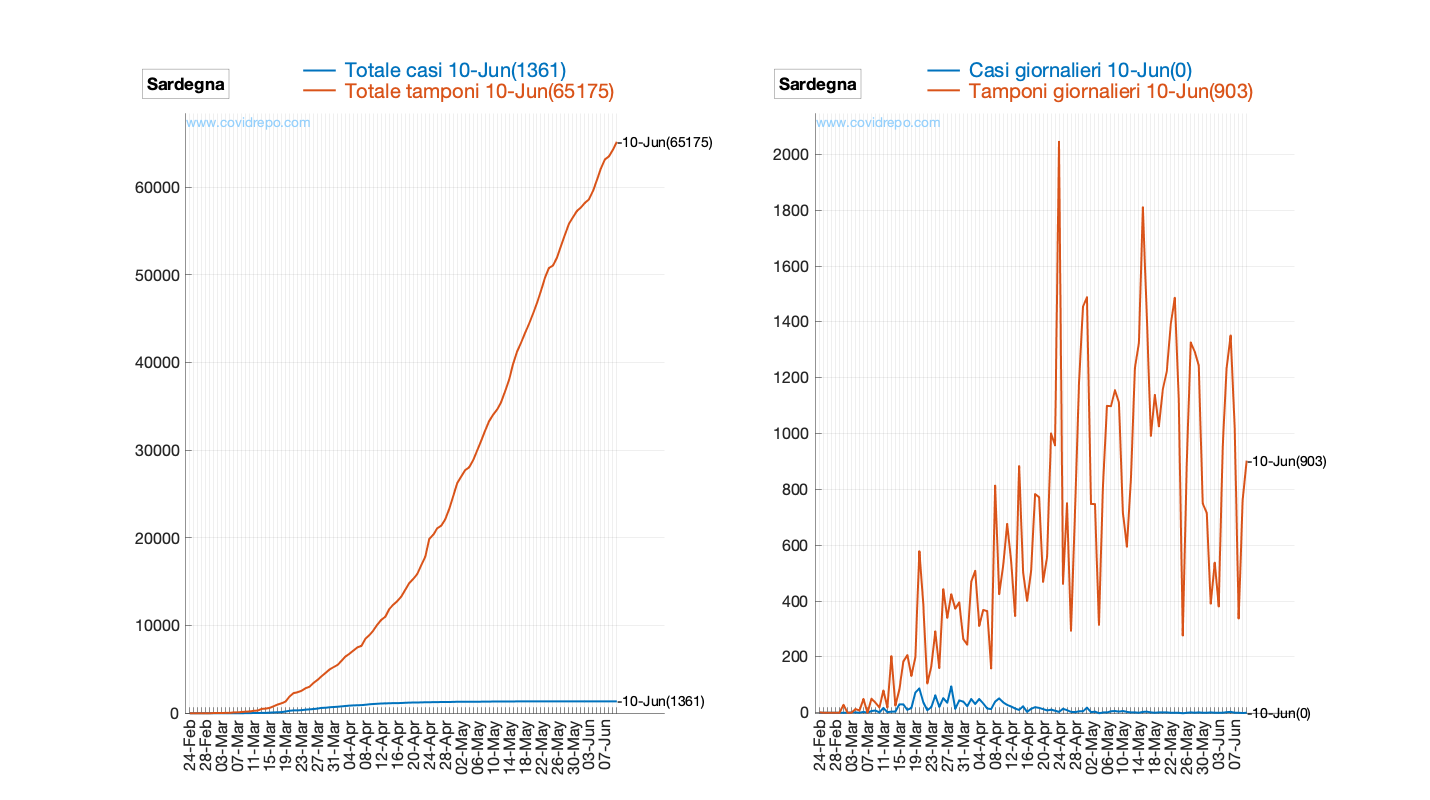 Sardegna
Totale casi 10-Jun(1361)
Totale tamponi 10-Jun(65175)
www.covidrepo.com
10-Jun(65175)
60000
50000
40000
30000
20000
10000
0
10-Jun(1361)
24-Feb
28-Feb
03-Mar
07-Mar
11-Mar
15-Mar
19-Mar
23-Mar
27-Mar
31-Mar
04-Apr
08-Apr
12-Apr
16-Apr
20-Apr
24-Apr
28-Apr
02-May
06-May
10-May
14-May
18-May
22-May
26-May
30-May
03-Jun
07-Jun
Sardegna
Casi giornalieri 10-Jun(0)
Tamponi giornalieri 10-Jun(903)
www.covidrepo.com
2000
1800
1600
1400
1200
1000
800
600
400
200
0
10-Jun(903)
10-Jun(0)
24-Feb
28-Feb
03-Mar
07-Mar
11-Mar
15-Mar
19-Mar
23-Mar
27-Mar
31-Mar
04-Apr
08-Apr
12-Apr
16-Apr
20-Apr
24-Apr
28-Apr
02-May
06-May
10-May
14-May
18-May
22-May
26-May
30-May
03-Jun
07-Jun